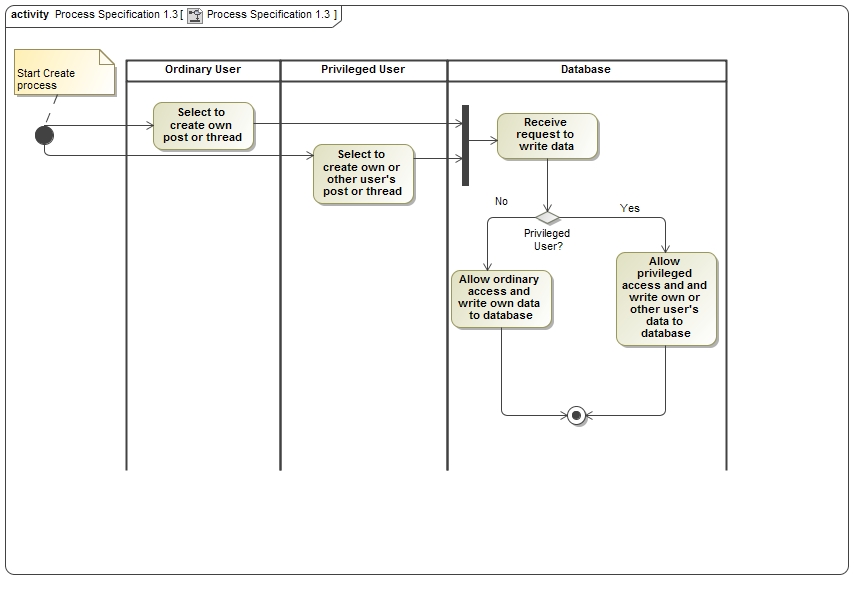 activity Process Specification 1.3 [ Process Specification 1.3 ]
Start Create
process
Ordinary User
Privileged User
Database
Select to
create own
post or thread
Select to
create own or
other user's
post or thread
Receive
request to
write data
No
Yes
Privileged
User?
Allow ordinary
access and
write own data
to database
Allow
privileged
access and and
write own or
other user's
data to
database